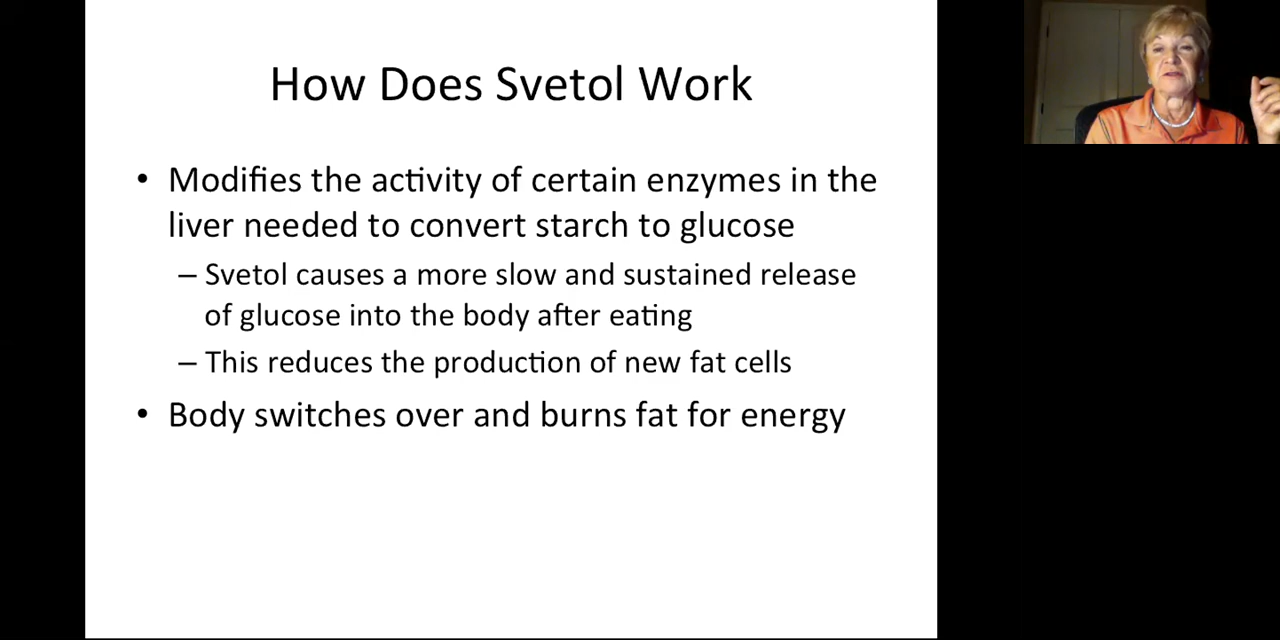 How Does Svetol Work
• Modifies the activity of certain enzymes in the
liver needed to convert starch to glucose
– Svetol causes a more slow and sustained release
of glucose into the body after eating
– This reduces the production of new fat cells
• Body switches over and burns fat for energy